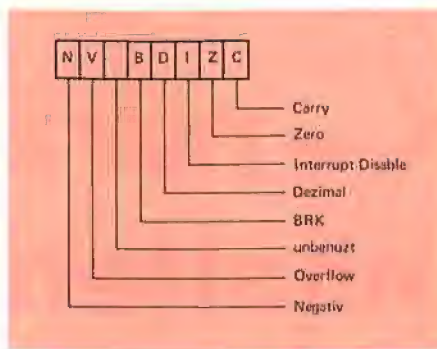 N V B D I Z C
Carry
Zero
Interrupt Disable
Dezimal
BRK
unbenuzt
Overflow
Negativ